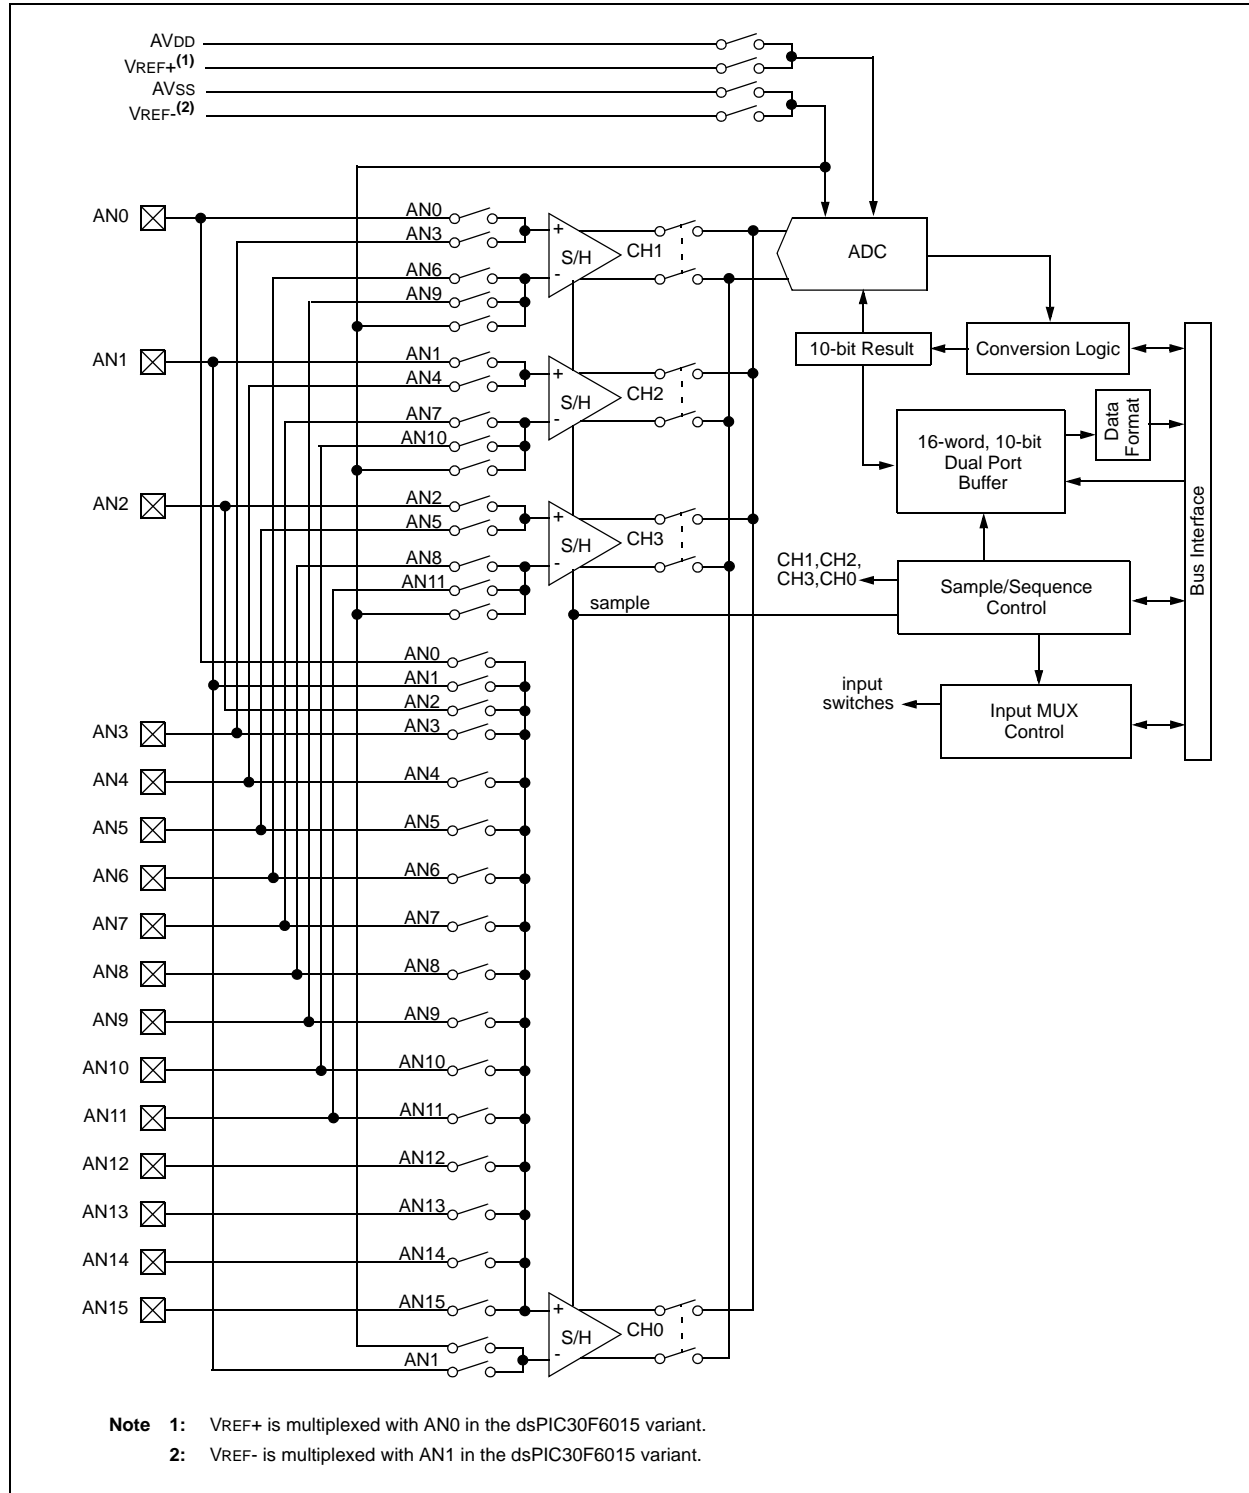 AVDD
VREF+(1)
AVSS
VREF-(2)
AN0
AN0
AN3
AN6
AN9
+
-
S/H
CH1
ADC
10-bit Result
Conversion Logic
AN1
AN1
AN4
AN7
AN10
+
-
S/H
CH2
16-word, 10-bit
Dual Port
Buffer
Data
Format
Bus Interface
AN2
AN2
AN5
AN8
AN11
+
-
S/H
CH3
CH1,CH2,
CH3,CH0
Sample/Sequence
Control
sample
AN0
AN1
AN2
AN3
AN3
input
switches
Input MUX
Control
AN4
AN4
AN5
AN5
AN6
AN6
AN7
AN7
AN8
AN8
AN9
AN9
AN10
AN10
AN11
AN11
AN12
AN12
AN13
AN13
AN14
AN14
AN15
AN15
AN1
+
-
S/H
CH0
Note 1: VREF+ is multiplexed with AN0 in the dsPIC30F6015 variant.
2: VREF- is multiplexed with AN1 in the dsPIC30F6015 variant.